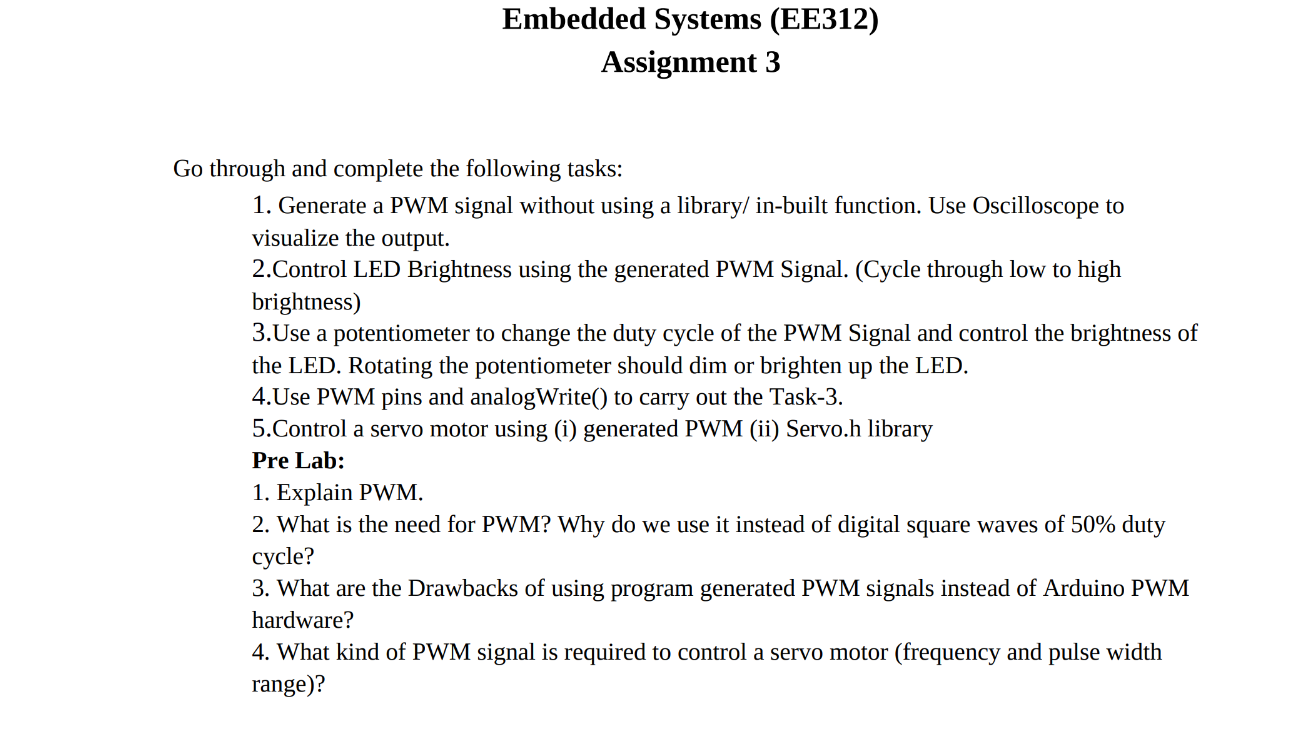 Embedded Systems (EE312)
Assignment 3
Go through and complete the following tasks:
1. Generate a PWM signal without using a library/ in-built function. Use Oscilloscope to
visualize the output.
2.Control LED Brightness using the generated PWM Signal. (Cycle through low to high
brightness)
3.Use a potentiometer to change the duty cycle of the PWM Signal and control the brightness of
the LED. Rotating the potentiometer should dim or brighten up the LED.
4.Use PWM pins and analogWrite() to carry out the Task-3.
5.Control a servo motor using (i) generated PWM (ii) Servo.h library
Pre Lab:
1. Explain PWM.
2. What is the need for PWM? Why do we use it instead of digital square waves of 50% duty
cycle?
3. What are the Drawbacks of using program generated PWM signals instead of Arduino PWM
hardware?
4. What kind of PWM signal is required to control a servo motor (frequency and pulse width
range)?